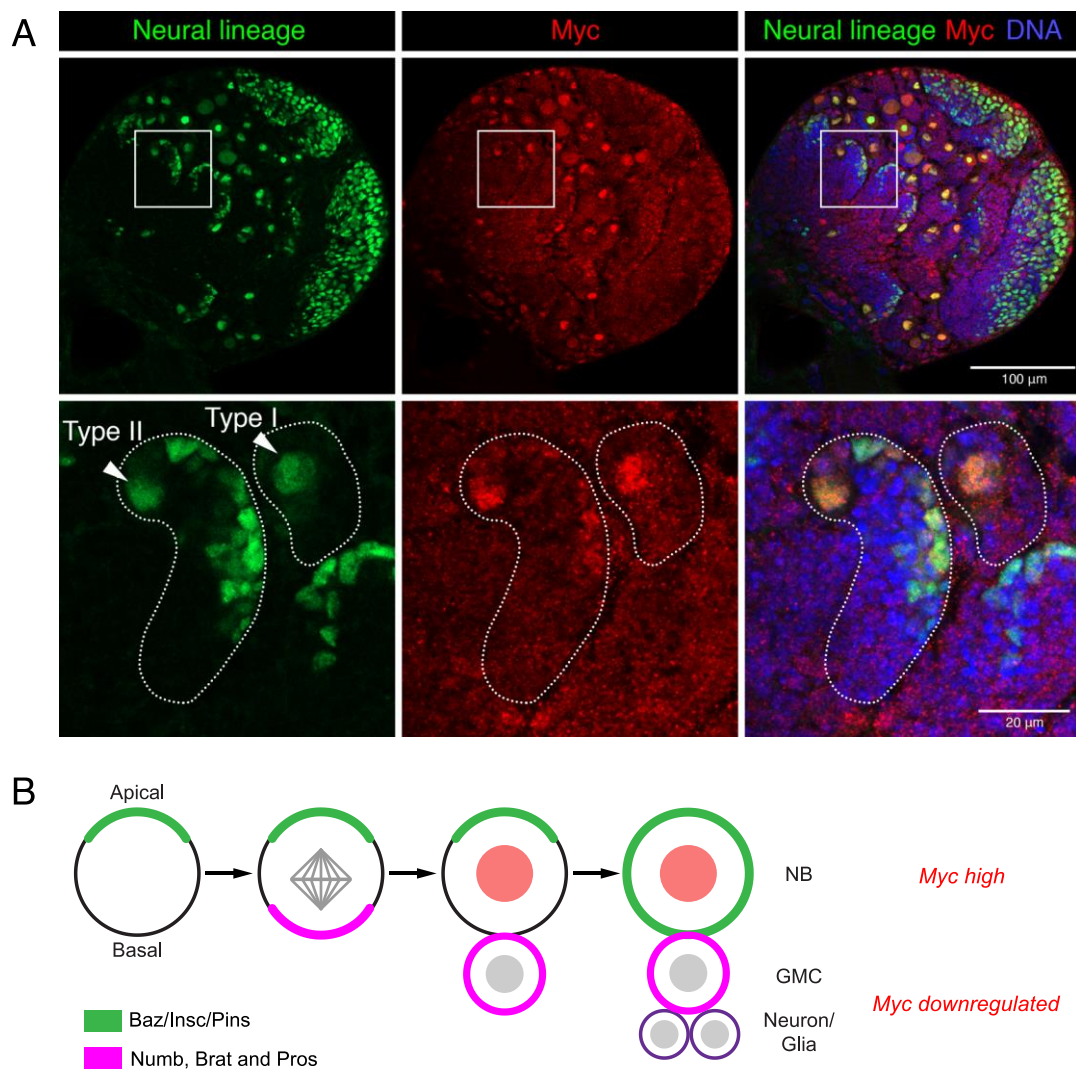 A
Neural lineage
Myc
Neural lineage Myc DNA
100 µm
Type II
Type I
20 µm
B
Apical
Basal
NB
Myc high
GMC
Myc downregulated
Neuron/
Glia
Baz/Insc/Pins
Numb, Brat and Pros